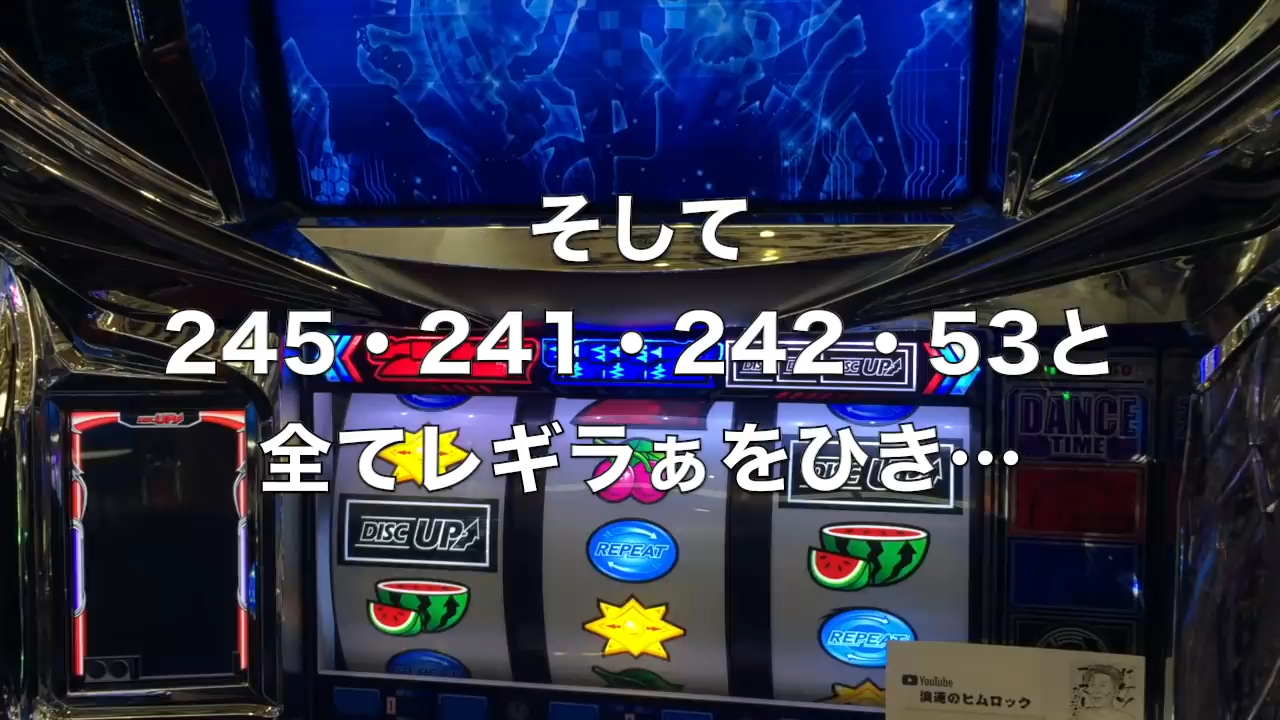 そして
245・241・242・53と
全てレギラぁをひき…
DISC UP
DANCE
TIME
DISC UP
REPEAT
REPEAT
YouTube
浪運のヒムロック